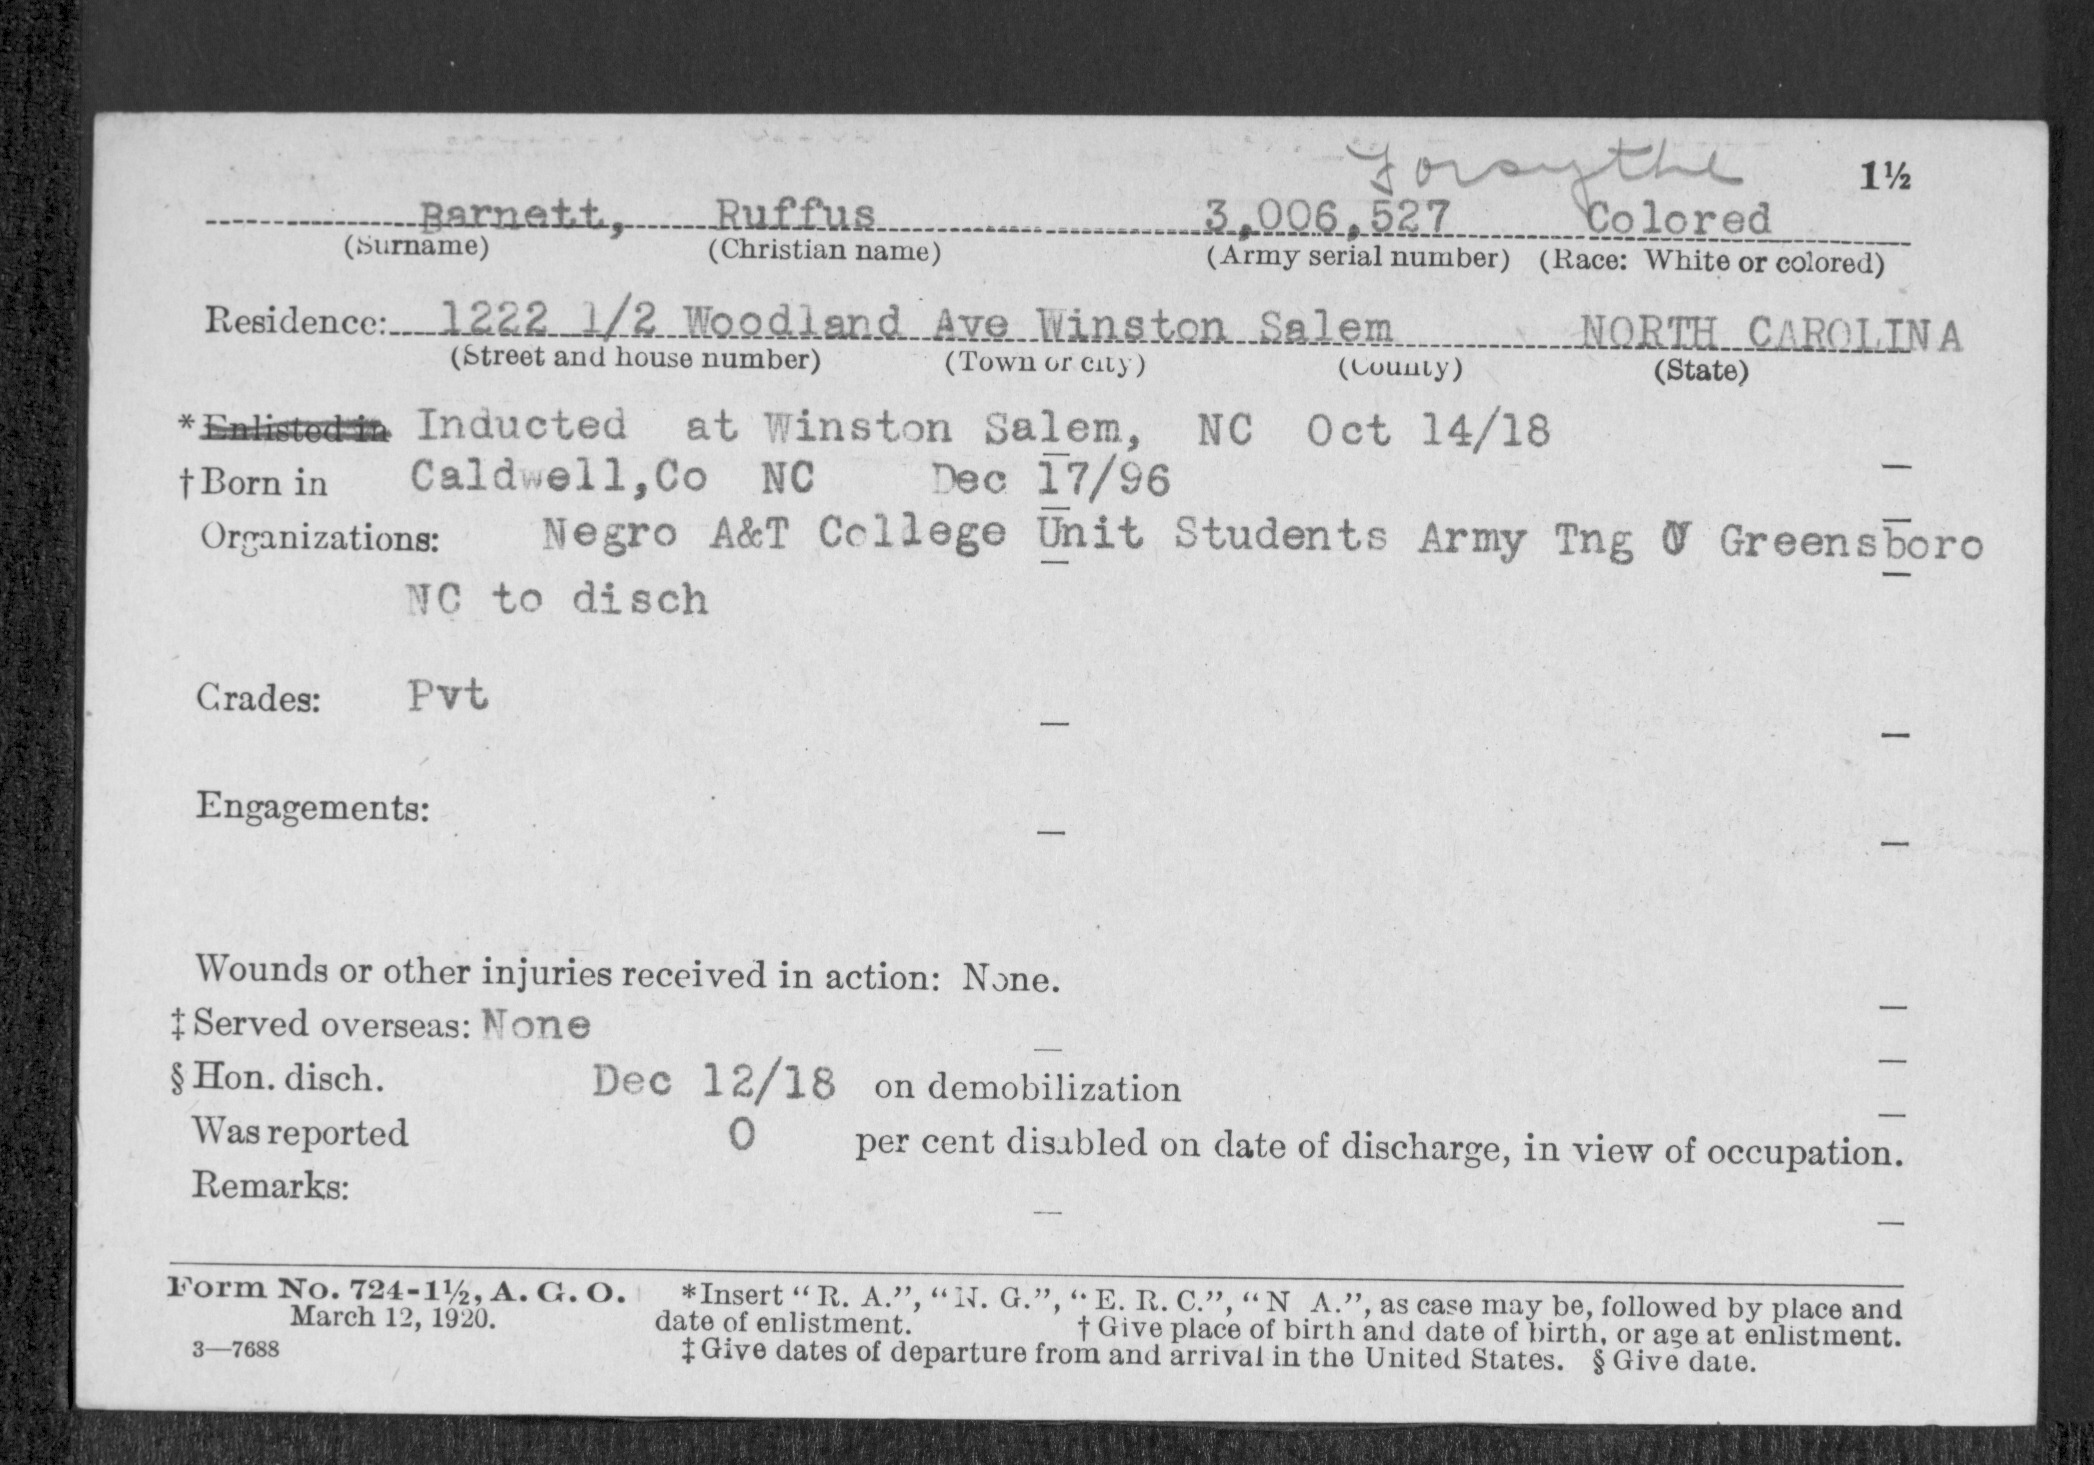 Forsythe
1½
Barnett, Ruffus 3,006,527 Colored
(Surname) (Christian name) (Army serial number) (Race: White or colored)
Residence: 1222 1/2 Woodland Ave Winston Salem NORTH CAROLINA
(Street and house number) (Town or city) (County) (State)
*Enlisted in Inducted at Winston Salem, NC Oct 14/18
†Born in Caldwell,Co NC Dec 17/96
Organizations: Negro A&T College Unit Students Army Tng Greensboro
NC to disch
Grades: Pvt
Engagements:
Wounds or other injuries received in action: None.
‡Served overseas: None
§Hon. disch. Dec 12/18 on demobilization
Was reported 0 per cent disabled on date of discharge, in view of occupation.
Remarks:
Form No. 724-1½, A. G. O. *Insert “R. A.”, “N. G.”, “E. R. C.”, “N A.”, as case may be, followed by place and
March 12, 1920. date of enlistment. †Give place of birth and date of birth, or age at enlistment.
3—7688 ‡Give dates of departure from and arrival in the United States. §Give date.